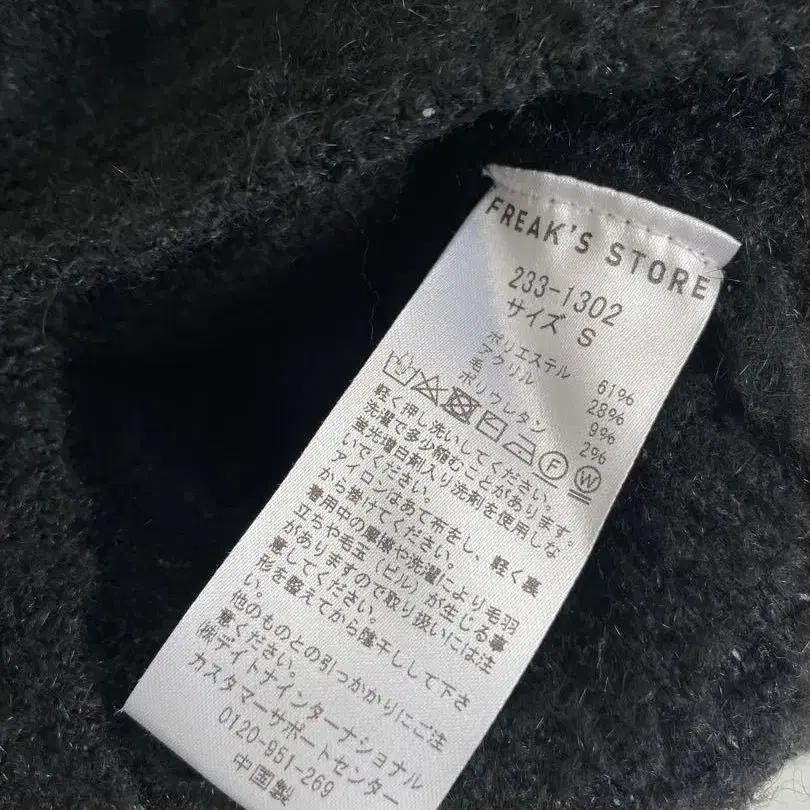 FREAK'S STORE
233-1302
サイズ S
ポリエステル 61%
アクリル 28%
毛 9%
ポリウレタン 2%
F W
軽く押し洗いしてください。
洗濯で多少縮むことがあります。
蛍光増白剤入り洗剤を使用しな
いでください。
アイロンはあて布をし、軽く裏
から掛けてください。
着用中の摩擦や洗濯により毛羽
立ちや毛玉（ピル）が生じる事
がありますので取り扱いには注
意してください。
形を整えてから陰干しして下さ
い。
他のものとの引っかかりにご注
意ください。
㈱デイトナインターナショナル
カスタマーサポートセンター
0120-951-269
中国製